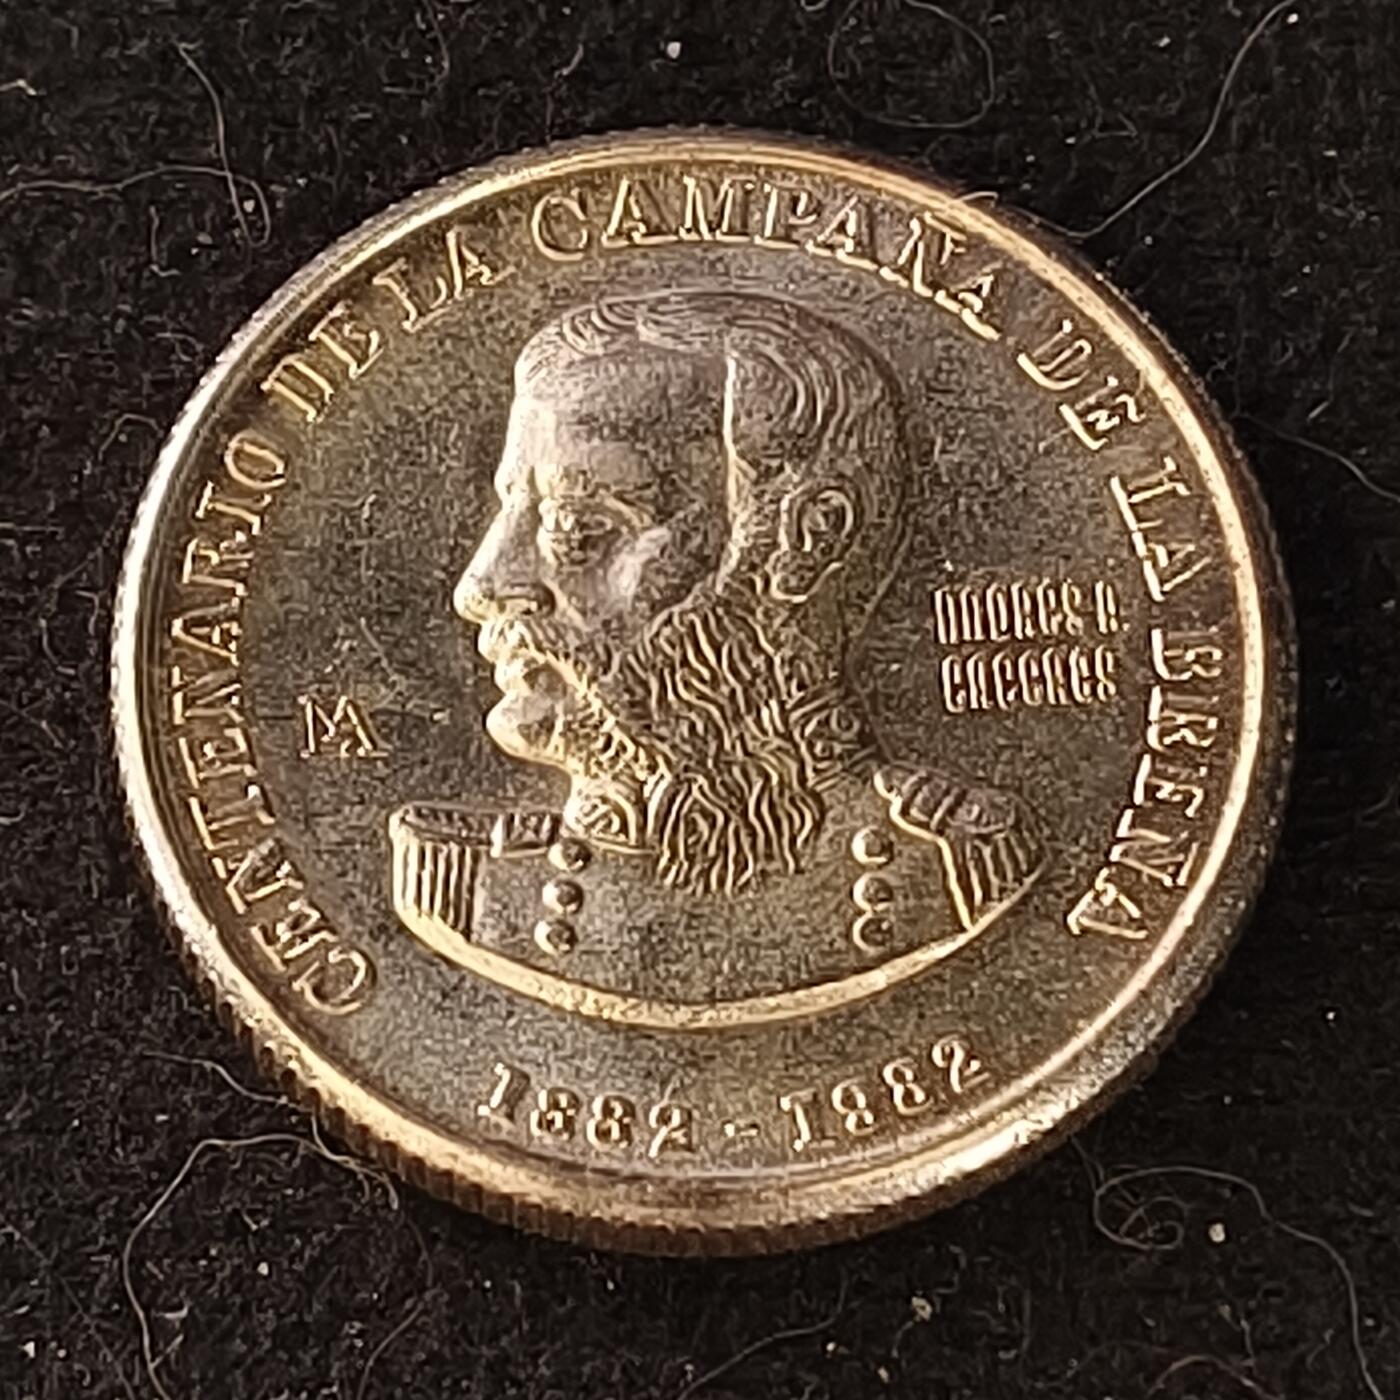 CENTENARIO DE LA CAMPAÑA DE LA BREÑA
M
ANDRES A.
CACERES
1882 - 1982